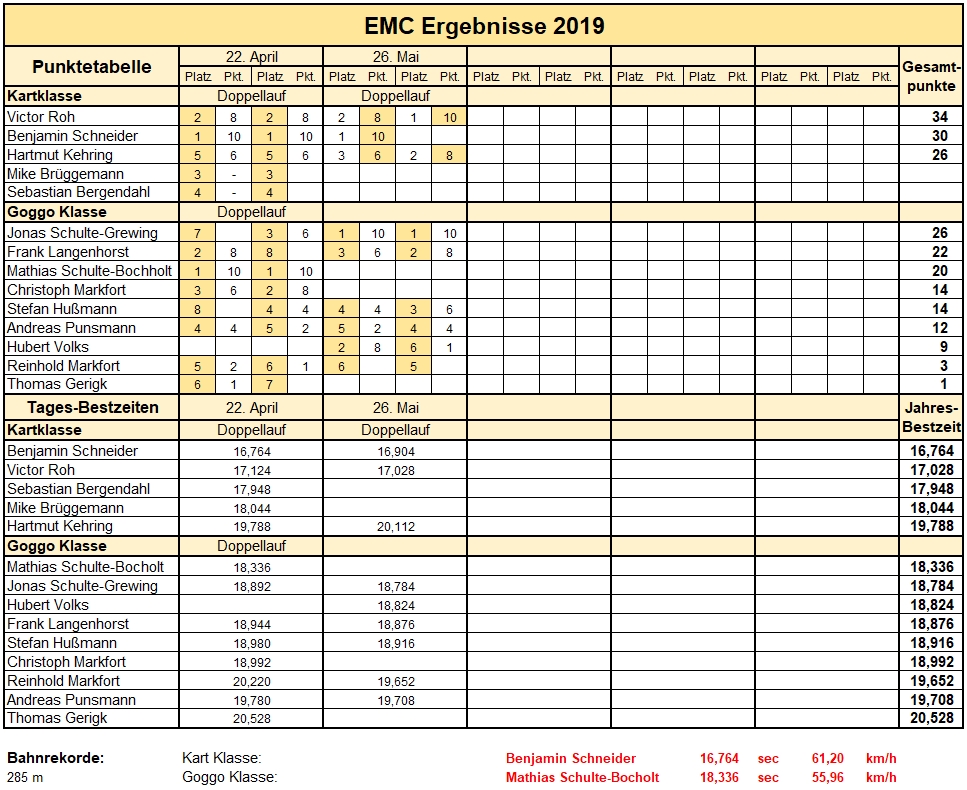 EMC Ergebnisse 2019
Punktetabelle 22. April 26. Mai Gesamt-punkte
Platz Pkt. Platz Pkt. Platz Pkt. Platz Pkt. Platz Pkt. Platz Pkt. Platz Pkt. Platz Pkt. Platz Pkt. Platz Pkt.
Kartklasse Doppellauf Doppellauf
Victor Roh 2 8 2 8 2 8 1 10 34
Benjamin Schneider 1 10 1 10 1 10 30
Hartmut Kehring 5 6 5 6 3 6 2 8 26
Mike Brüggemann 3 - 3
Sebastian Bergendahl 4 - 4
Goggo Klasse Doppellauf
Jonas Schulte-Grewing 7 3 6 1 10 1 10 26
Frank Langenhorst 2 8 8 3 6 2 8 22
Mathias Schulte-Bochholt 1 10 1 10 20
Christoph Markfort 3 6 2 8 14
Stefan Hußmann 8 4 4 4 4 3 6 14
Andreas Punsmann 4 4 5 2 5 2 4 4 12
Hubert Volks 2 8 6 1 9
Reinhold Markfort 5 2 6 1 6 5 3
Thomas Gerigk 6 1 7 1
Tages-Bestzeiten 22. April 26. Mai Jahres-
Kartklasse Doppellauf Doppellauf Bestzeit
Benjamin Schneider 16,764 16,904 16,764
Victor Roh 17,124 17,028 17,028
Sebastian Bergendahl 17,948 17,948
Mike Brüggemann 18,044 18,044
Hartmut Kehring 19,788 20,112 19,788
Goggo Klasse Doppellauf
Mathias Schulte-Bocholt 18,336 18,336
Jonas Schulte-Grewing 18,892 18,784 18,784
Hubert Volks 18,824 18,824
Frank Langenhorst 18,944 18,876 18,876
Stefan Hußmann 18,980 18,916 18,916
Christoph Markfort 18,992 18,992
Reinhold Markfort 20,220 19,652 19,652
Andreas Punsmann 19,780 19,708 19,708
Thomas Gerigk 20,528 20,528
Bahnrekorde: Kart Klasse: Benjamin Schneider 16,764 sec 61,20 km/h
285 m Goggo Klasse: Mathias Schulte-Bocholt 18,336 sec 55,96 km/h